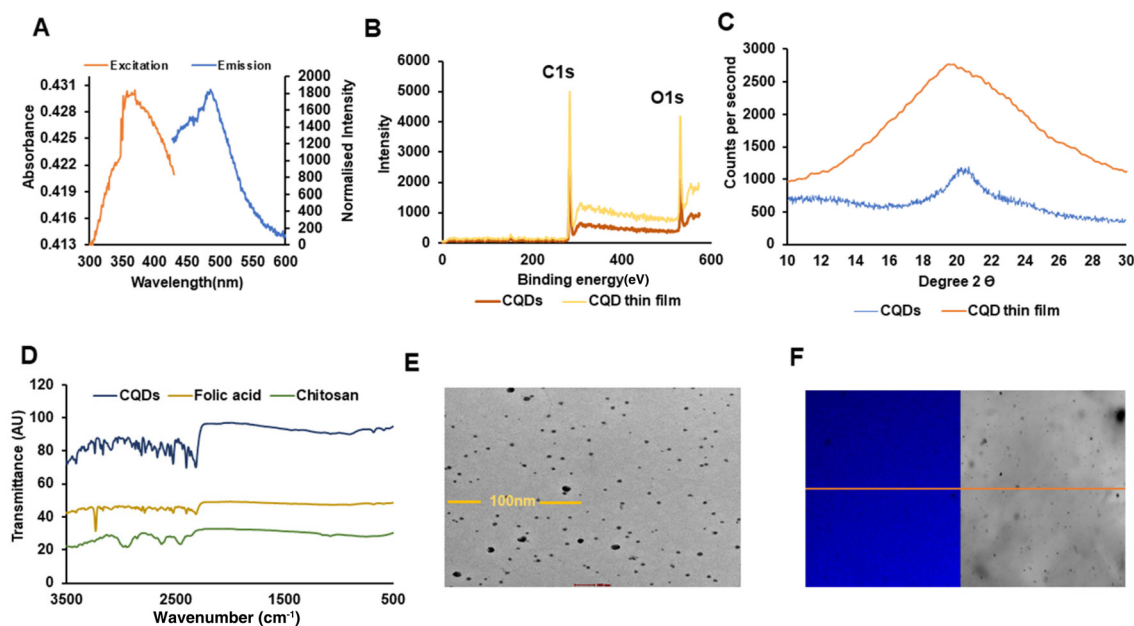 A
Excitation
Emission
0.431
0.428
0.425
0.422
0.419
0.416
0.413
Absorbance
2000
1800
1600
1400
1200
1000
800
600
400
200
0
Normalised Intensity
300 350 400 450 500 550 600
Wavelength(nm)
B
C1s
O1s
6000
5000
4000
3000
2000
1000
0
Intensity
0 200 400 600
Binding energy(eV)
CQDs
CQD thin film
C
3000
2500
2000
1500
1000
500
0
Counts per second
10 12 14 16 18 20 22 24 26 28 30
Degree 2 Θ
CQDs
CQD thin film
D
CQDs
Folic acid
Chitosan
120
100
80
60
40
20
0
Transmittance (AU)
3500 2500 1500 500
Wavenumber (cm⁻¹)
E
100nm
F